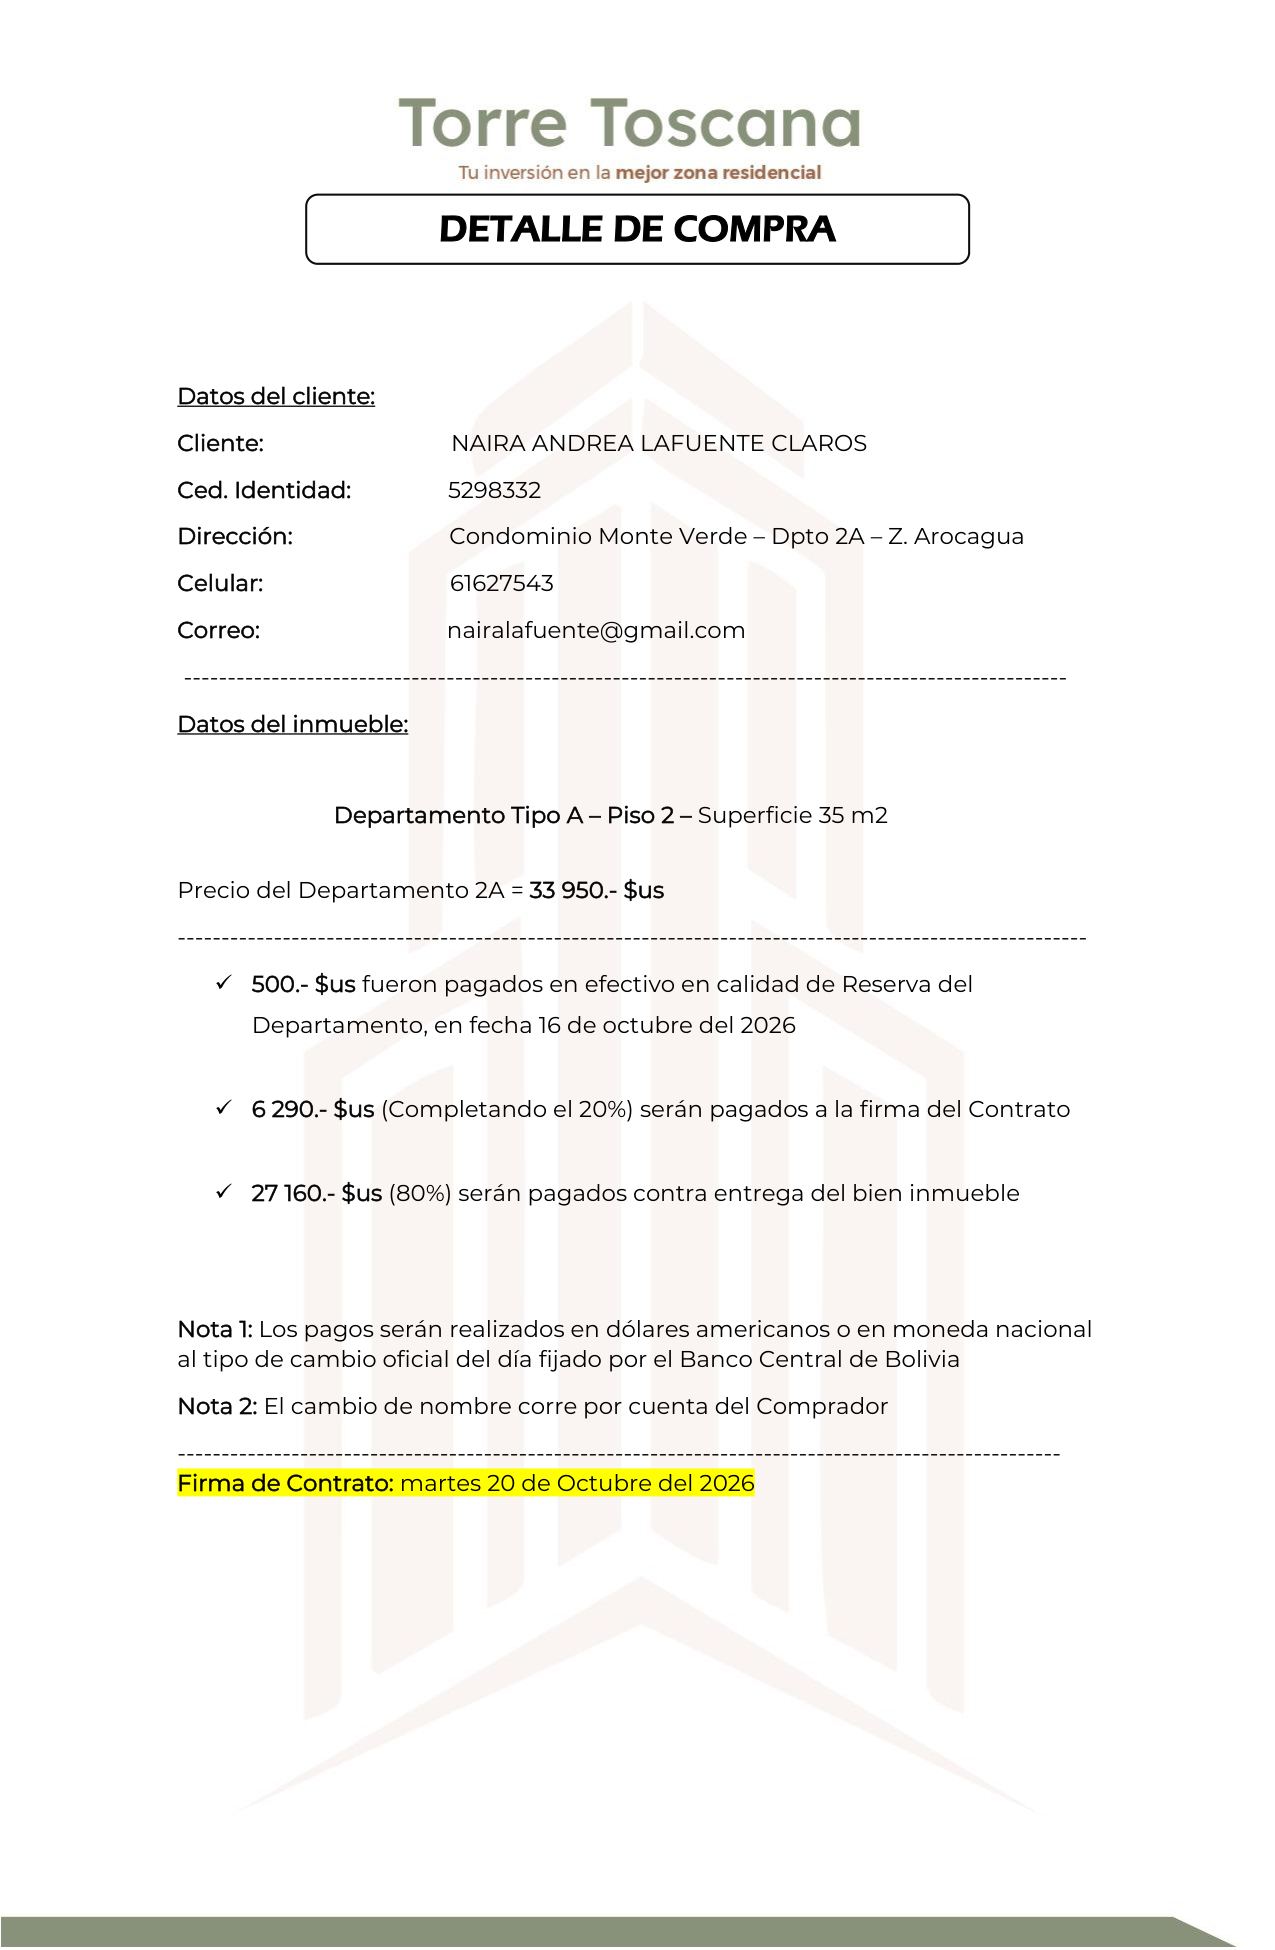 Torre Toscana
Tu inversión en la mejor zona residencial
DETALLE DE COMPRA
Datos del cliente:
Cliente: NAIRA ANDREA LAFUENTE CLAROS
Ced. Identidad: 5298332
Dirección: Condominio Monte Verde – Dpto 2A – Z. Arocagua
Celular: 61627543
Correo: nairalafuente@gmail.com
-----------------------------------------------------------------------------------------------------
Datos del inmueble:
Departamento Tipo A – Piso 2 – Superficie 35 m2
Precio del Departamento 2A = 33 950.- $us
--------------------------------------------------------------------------------------------------------
✓ 500.- $us fueron pagados en efectivo en calidad de Reserva del
Departamento, en fecha 16 de octubre del 2026
✓ 6 290.- $us (Completando el 20%) serán pagados a la firma del Contrato
✓ 27 160.- $us (80%) serán pagados contra entrega del bien inmueble
Nota 1: Los pagos serán realizados en dólares americanos o en moneda nacional
al tipo de cambio oficial del día fijado por el Banco Central de Bolivia
Nota 2: El cambio de nombre corre por cuenta del Comprador
-----------------------------------------------------------------------------------------------------
Firma de Contrato: martes 20 de Octubre del 2026